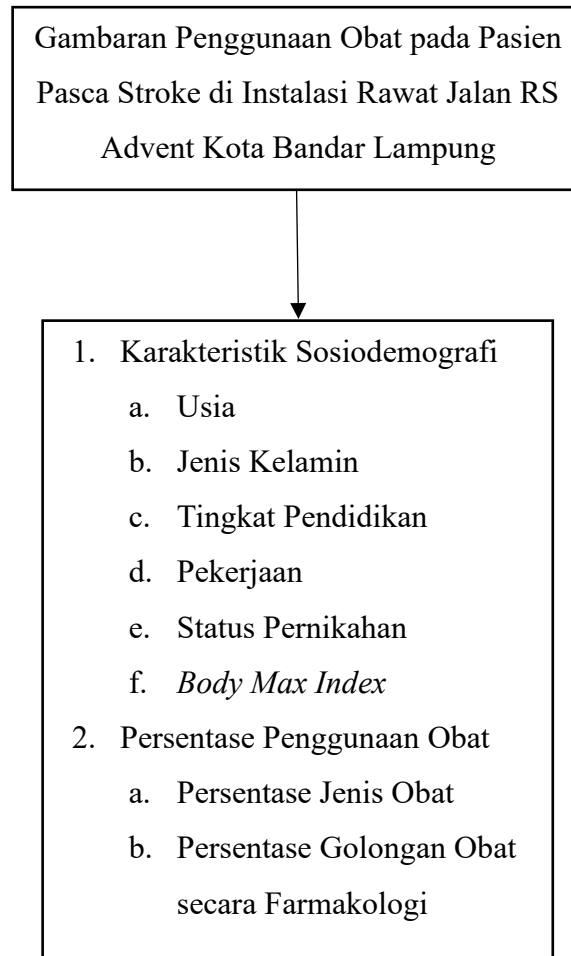 Gambaran Penggunaan Obat pada Pasien
Pasca Stroke di Instalasi Rawat Jalan RS
Advent Kota Bandar Lampung
1. Karakteristik Sosiodemografi
a. Usia
b. Jenis Kelamin
c. Tingkat Pendidikan
d. Pekerjaan
e. Status Pernikahan
f. Body Max Index
2. Persentase Penggunaan Obat
a. Persentase Jenis Obat
b. Persentase Golongan Obat
secara Farmakologi